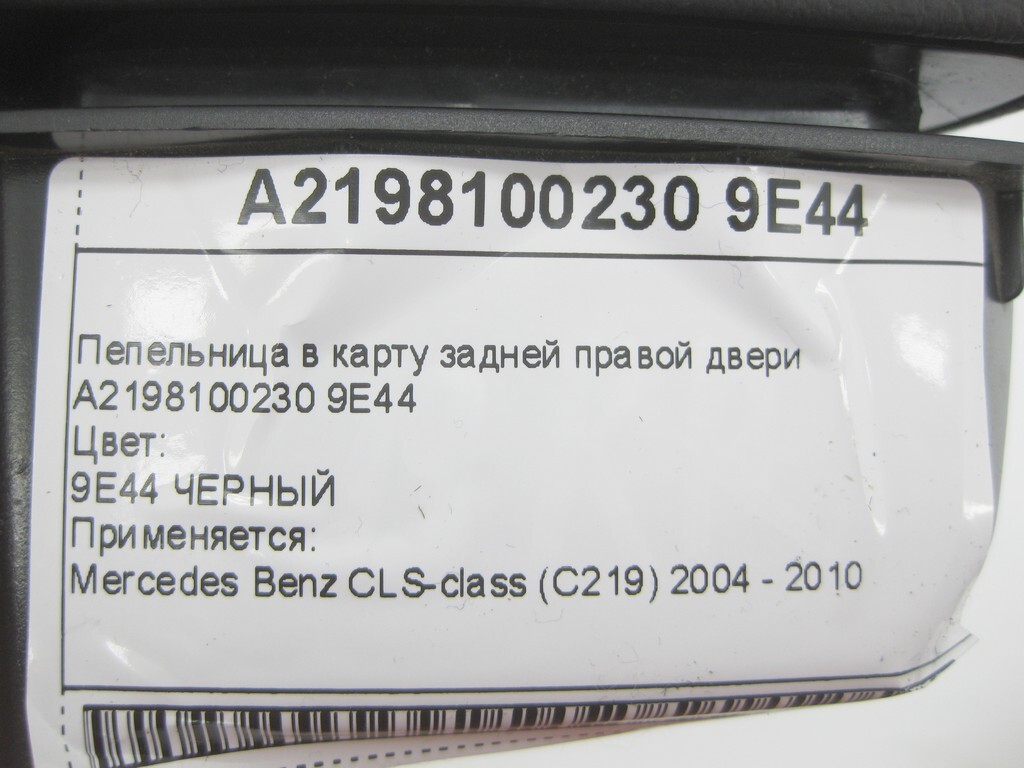 A2198100230 9E44
Пепельница в карту задней правой двери
A2198100230 9E44
Цвет:
9E44 ЧЕРНЫЙ
Применяется:
Mercedes Benz CLS-class (C219) 2004 - 2010